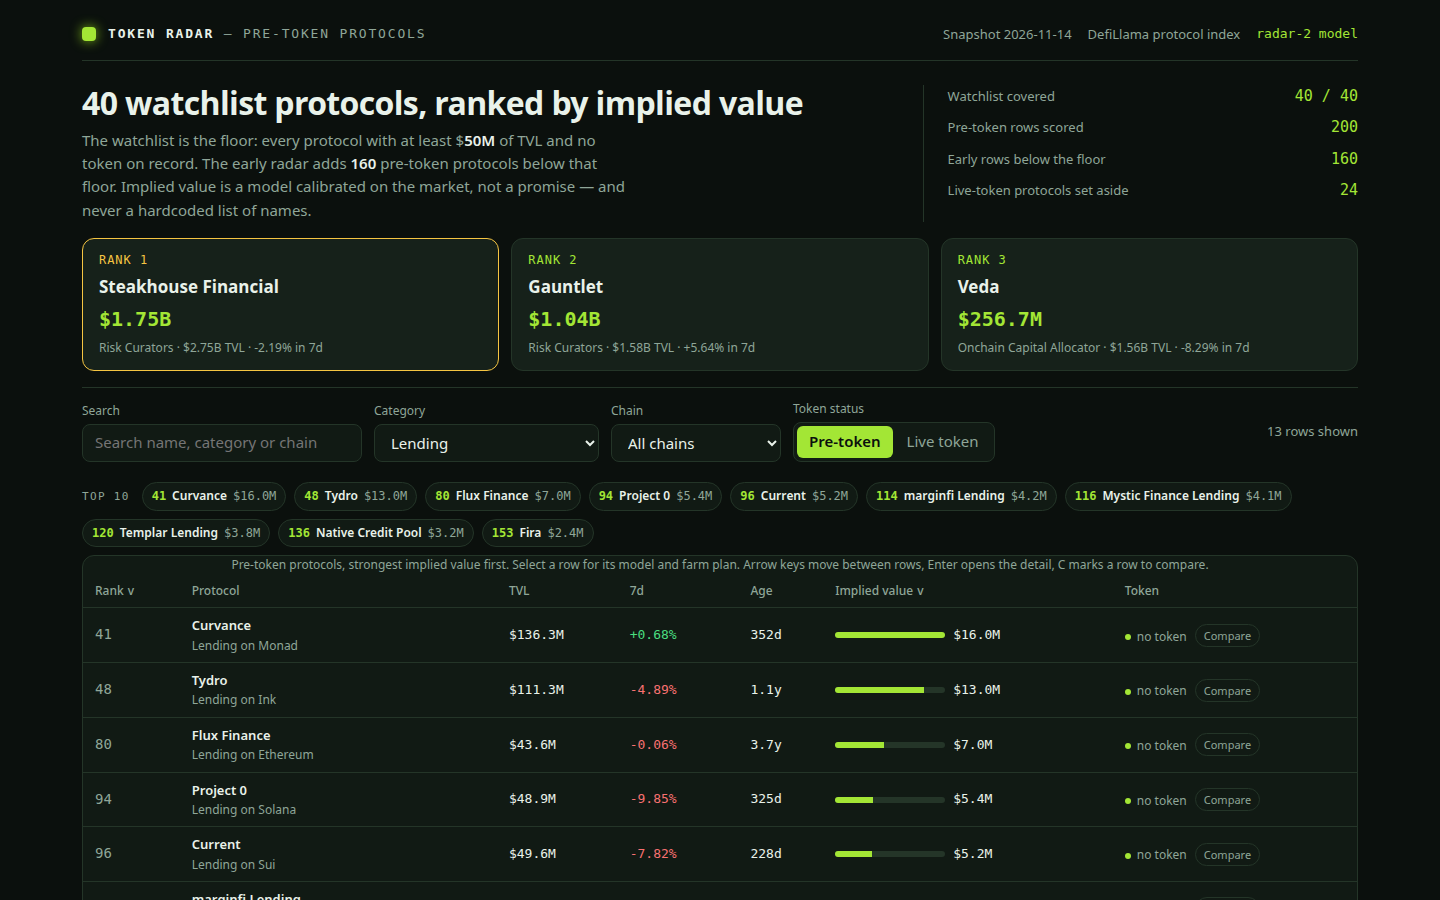 TOKEN RADAR — PRE-TOKEN PROTOCOLS
Snapshot 2026-11-14 DefiLlama protocol index radar-2 model
40 watchlist protocols, ranked by implied value
The watchlist is the floor: every protocol with at least $50M of TVL and no
token on record. The early radar adds 160 pre-token protocols below that
floor. Implied value is a model calibrated on the market, not a promise — and
never a hardcoded list of names.
Watchlist covered 40 / 40
Pre-token rows scored 200
Early rows below the floor 160
Live-token protocols set aside 24
RANK 1
Steakhouse Financial
$1.75B
Risk Curators · $2.75B TVL · -2.19% in 7d
RANK 2
Gauntlet
$1.04B
Risk Curators · $1.58B TVL · +5.64% in 7d
RANK 3
Veda
$256.7M
Onchain Capital Allocator · $1.56B TVL · -8.29% in 7d
Search
Search name, category or chain
Category
Lending
Chain
All chains
Token status
Pre-token Live token
13 rows shown
TOP 10 41 Curvance $16.0M 48 Tydro $13.0M 80 Flux Finance $7.0M 94 Project 0 $5.4M 96 Current $5.2M 114 marginfi Lending $4.2M 116 Mystic Finance Lending $4.1M
120 Templar Lending $3.8M 136 Native Credit Pool $3.2M 153 Fira $2.4M
Pre-token protocols, strongest implied value first. Select a row for its model and farm plan. Arrow keys move between rows, Enter opens the detail, C marks a row to compare.
Rank v Protocol TVL 7d Age Implied value v Token
41 Curvance $136.3M +0.68% 352d $16.0M no token Compare
Lending on Monad
48 Tydro $111.3M -4.89% 1.1y $13.0M no token Compare
Lending on Ink
80 Flux Finance $43.6M -0.06% 3.7y $7.0M no token Compare
Lending on Ethereum
94 Project 0 $48.9M -9.85% 325d $5.4M no token Compare
Lending on Solana
96 Current $49.6M -7.82% 228d $5.2M no token Compare
Lending on Sui
marginfi Lending